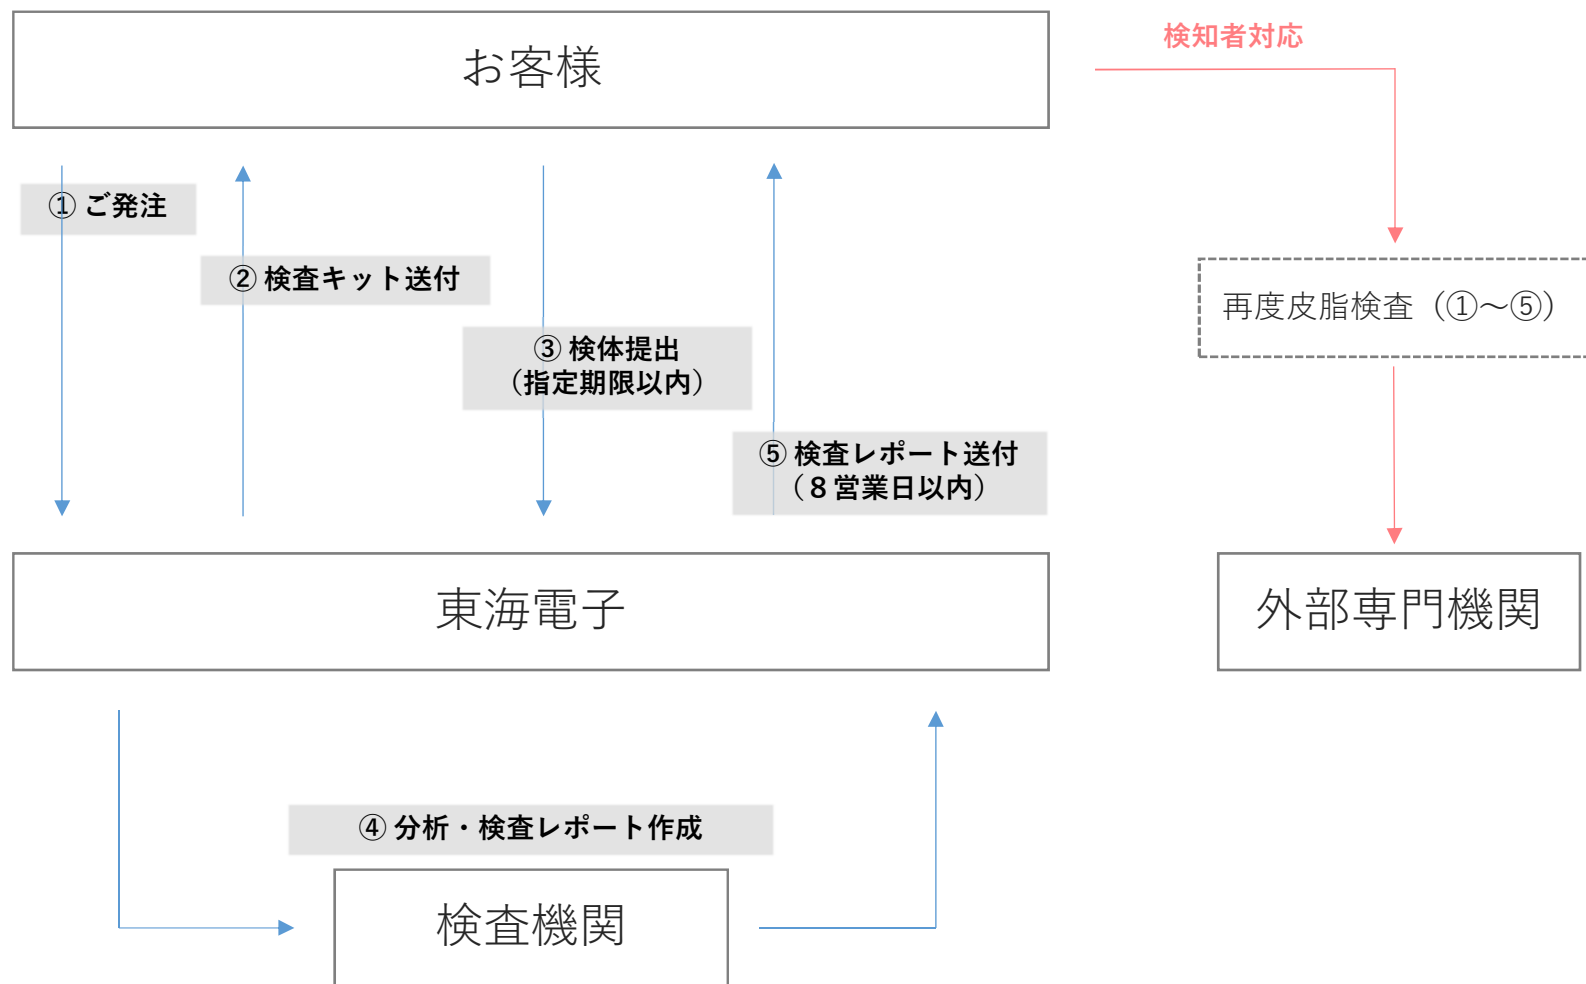 検知者対応
お客様
① ご発注
② 検査キット送付
③ 検体提出
（指定期限以内）
再度皮脂検査（①～⑤）
⑤ 検査レポート送付
（８営業日以内）
東海電子
外部専門機関
④ 分析・検査レポート作成
検査機関